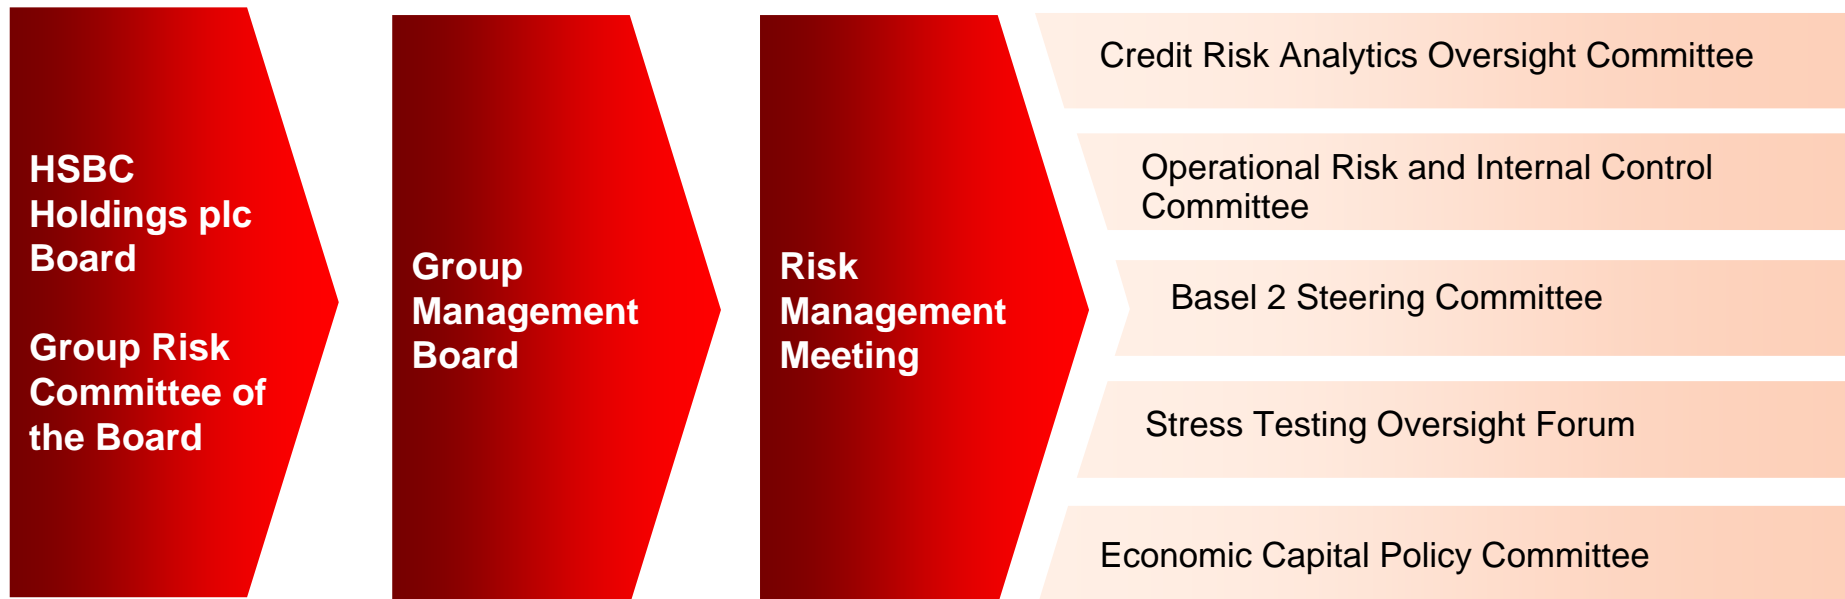 HSBC
Holdings plc
Board
Group Risk
Committee of
the Board
Group
Management
Board
Risk
Management
Meeting
Credit Risk Analytics Oversight Committee
Operational Risk and Internal Control
Committee
Basel 2 Steering Committee
Stress Testing Oversight Forum
Economic Capital Policy Committee